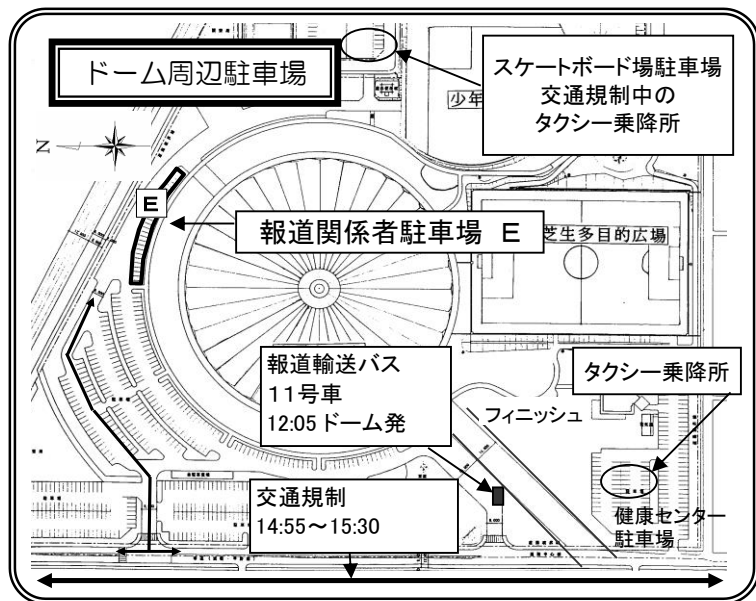 ドーム周辺駐車場
スケートボード場駐車場
交通規制中の
タクシー乗降所
少年
N
E
報道関係者駐車場 E
芝生多目的広場
報道輸送バス
11号車
12:05ドーム発
タクシー乗降所
フィニッシュ
交通規制
14:55~15:30
健康センター
駐車場